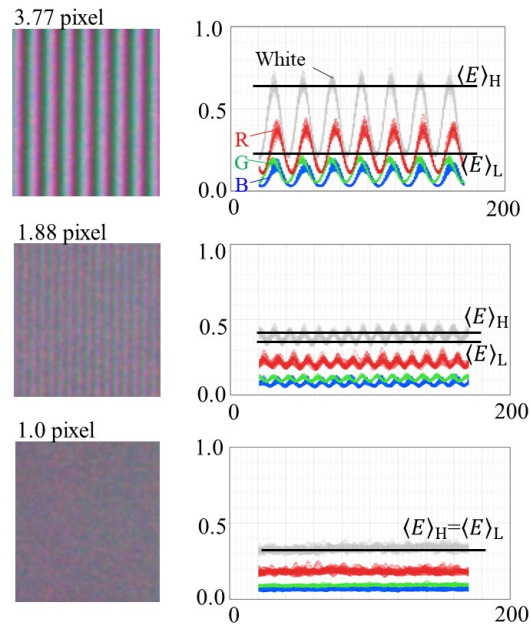 3.77 pixel
1.0
White
⟨E⟩H
0.5
R
G
⟨E⟩L
B
0.0
0
200
1.88 pixel
1.0
0.5
⟨E⟩H
⟨E⟩L
0.0
0
200
1.0 pixel
1.0
0.5
⟨E⟩H=⟨E⟩L
0.0
0
200